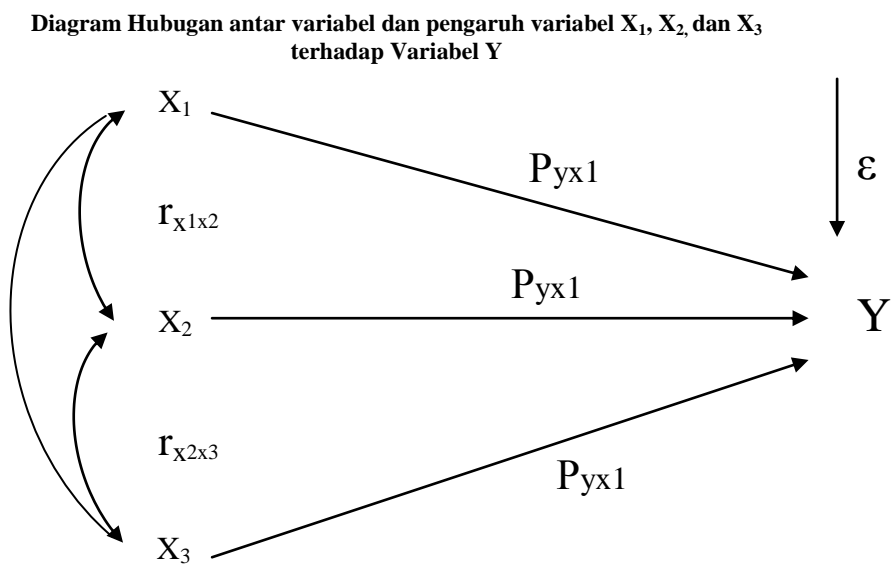 Diagram Hubugan antar variabel dan pengaruh variabel X₁, X₂, dan X₃
terhadap Variabel Y
X₁
Pyx1
ε
rx1x2
Pyx1
X₂
Y
rx2x3
Pyx1
X₃